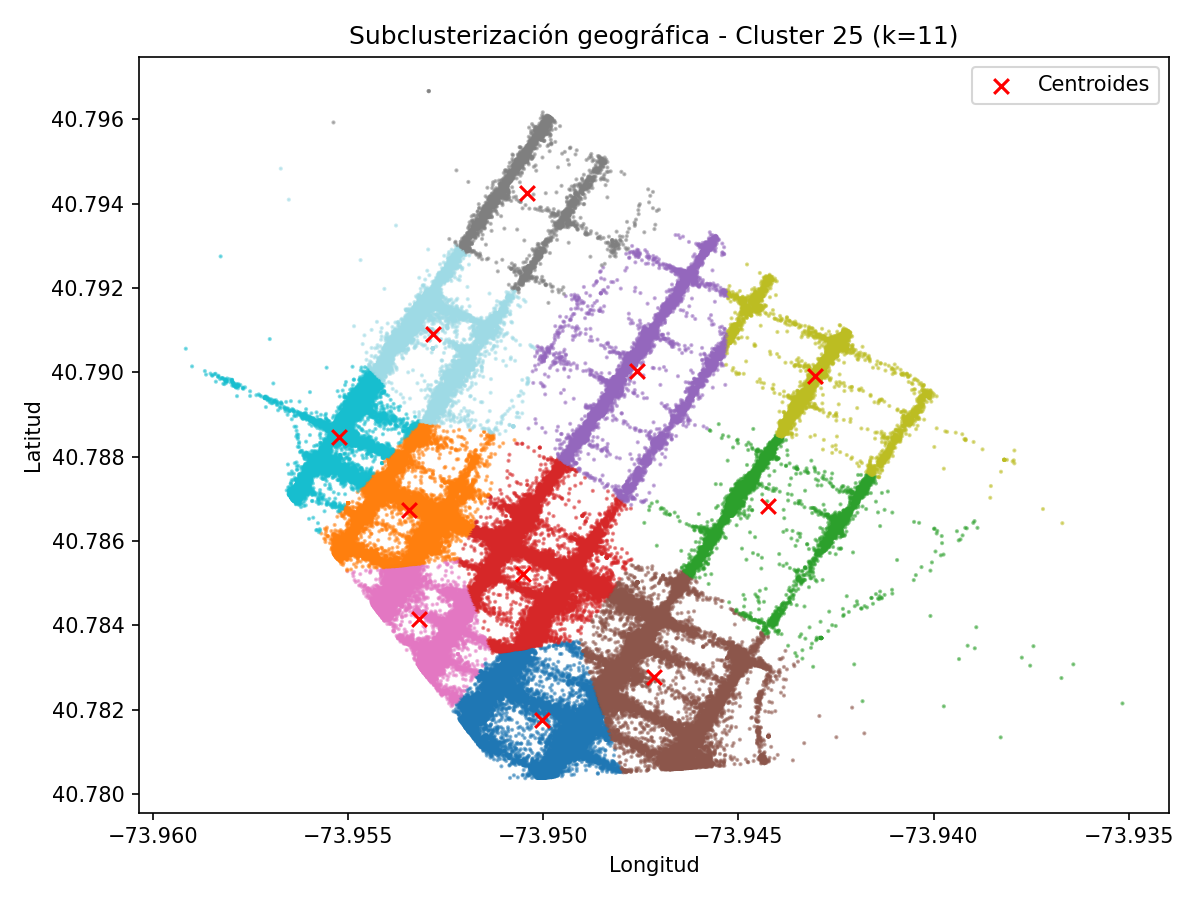 Subclusterización geográfica - Cluster 25 (k=11)
Centroides
40.796
40.794
40.792
40.790
40.788
40.786
40.784
40.782
40.780
Latitud
−73.960 −73.955 −73.950 −73.945 −73.940 −73.935
Longitud